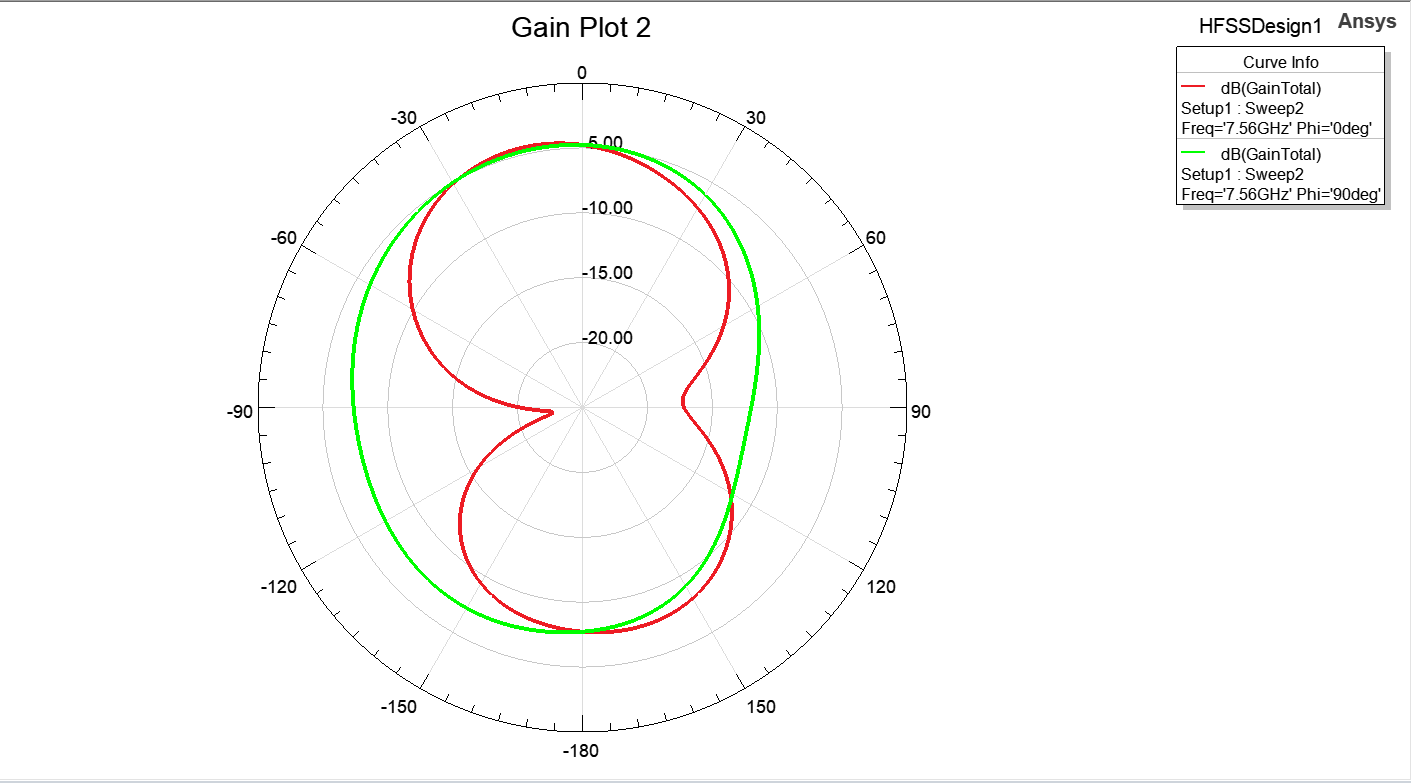 Gain Plot 2
HFSSDesign1
Ansys
Curve Info
dB(GainTotal)
Setup1 : Sweep2
Freq='7.56GHz' Phi='0deg'
dB(GainTotal)
Setup1 : Sweep2
Freq='7.56GHz' Phi='90deg'
0
-30
30
-60
60
-90
90
-120
120
-150
150
-180
5.00
-10.00
-15.00
-20.00